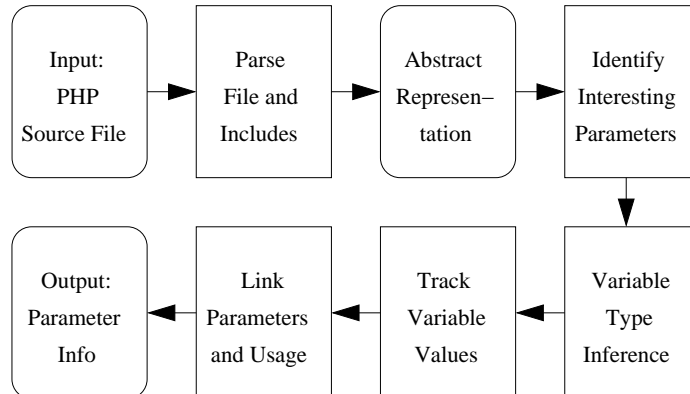 Input:
PHP
Source File
Parse
File and
Includes
Abstract
Represen−
tation
Identify
Interesting
Parameters
Output:
Parameter
Info
Link
Parameters
and Usage
Track
Variable
Values
Variable
Type
Inference